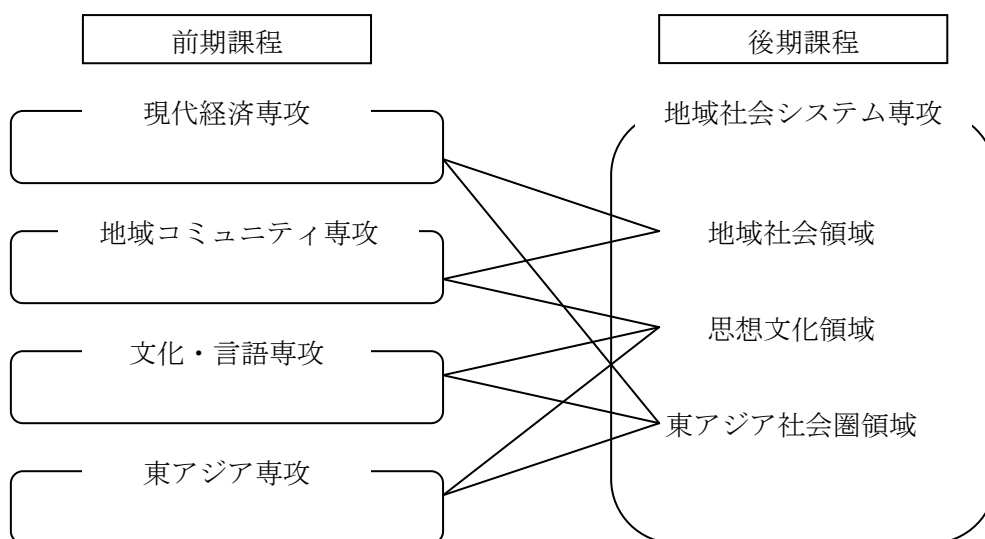 前期課程
後期課程
現代経済専攻
地域社会システム専攻
地域コミュニティ専攻
地域社会領域
思想文化領域
文化・言語専攻
東アジア社会圏領域
東アジア専攻